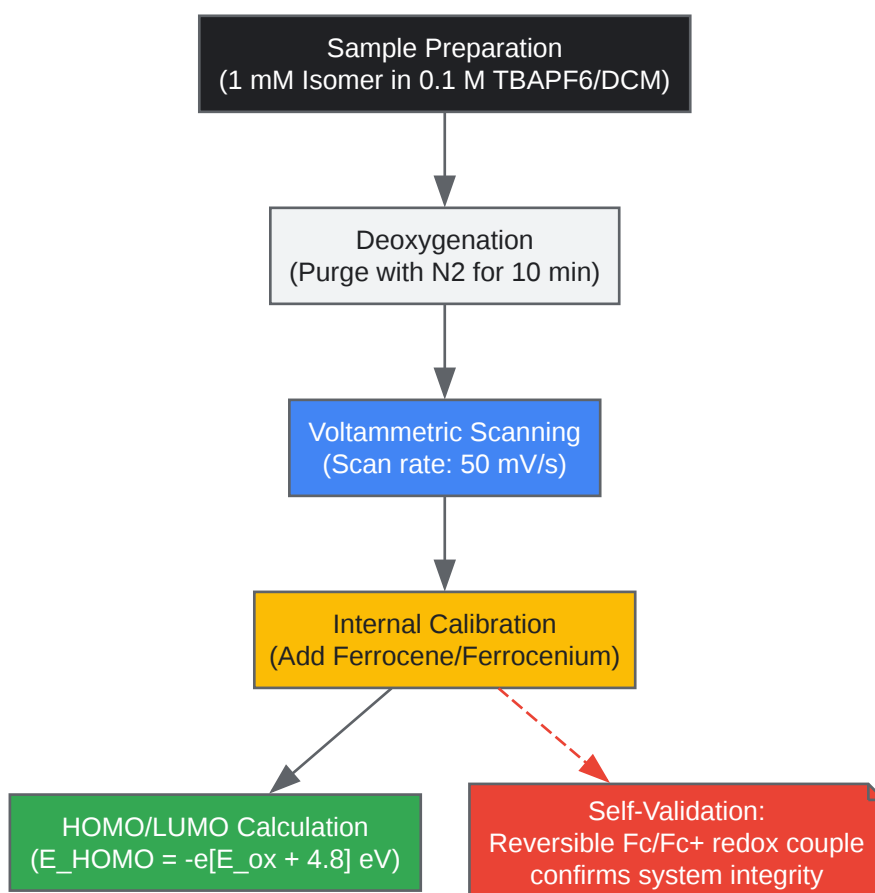 Sample Preparation
(1 mM Isomer in 0.1 M TBAPF6/DCM)
Deoxygenation
(Purge with N2 for 10 min)
Voltammetric Scanning
(Scan rate: 50 mV/s)
Internal Calibration
(Add Ferrocene/Ferrocenium)
HOMO/LUMO Calculation
(E_HOMO = -e[E_ox + 4.8] eV)
Self-Validation:
Reversible Fc/Fc+ redox couple
confirms system integrity